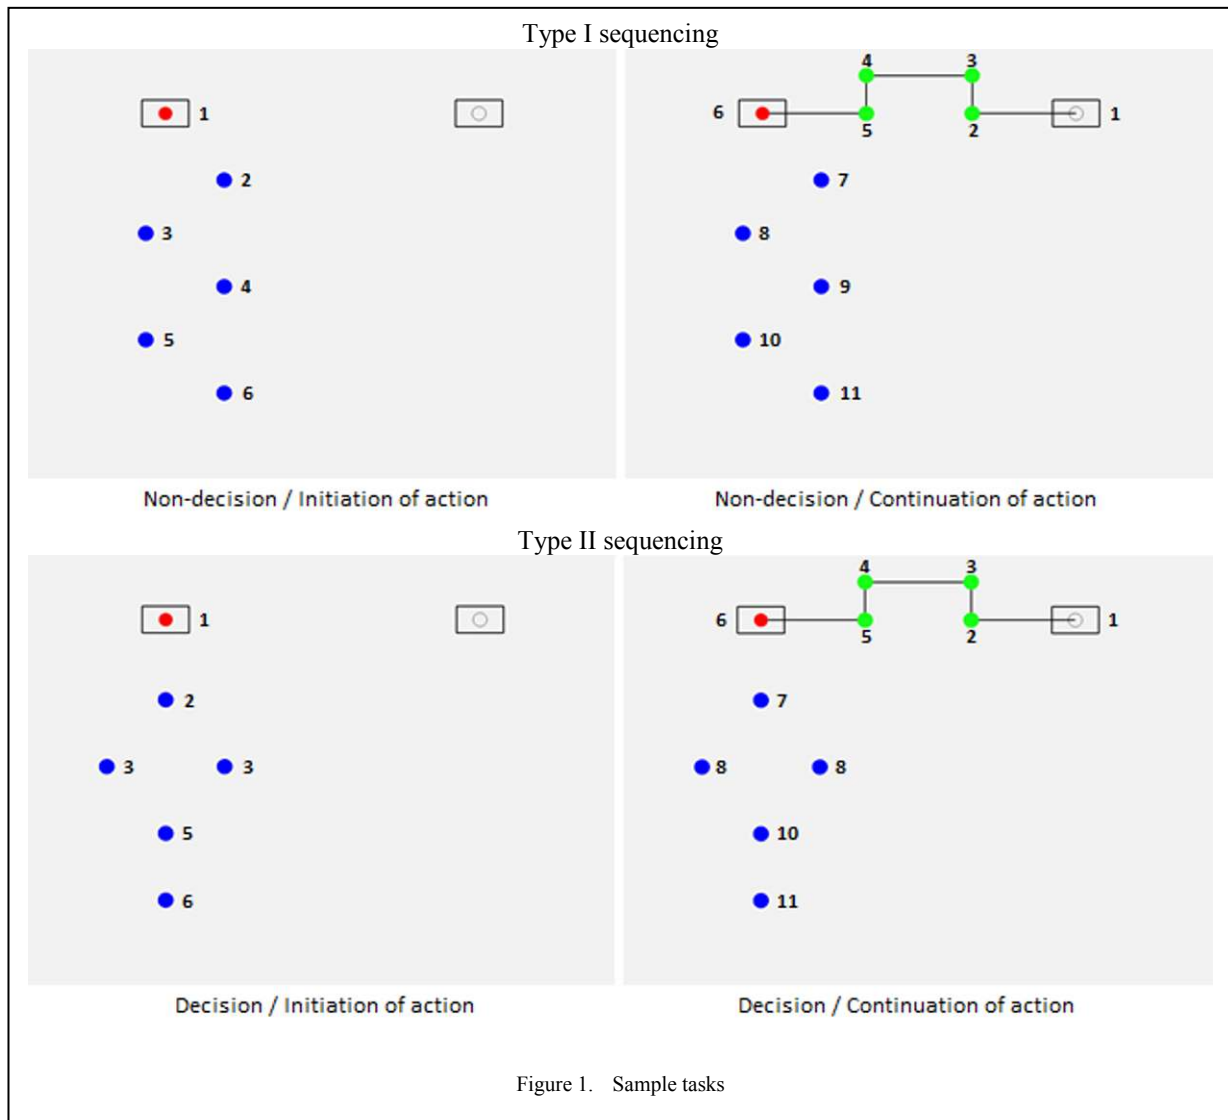 Type I sequencing
1
2
3
4
5
6
4 3
6 5 2 1
7
8
9
10
11
Non-decision / Initiation of action
Non-decision / Continuation of action
Type II sequencing
1
2
3 3
5
6
4 3
6 5 2 1
7
8 8
10
11
Decision / Initiation of action
Decision / Continuation of action
Figure 1. Sample tasks